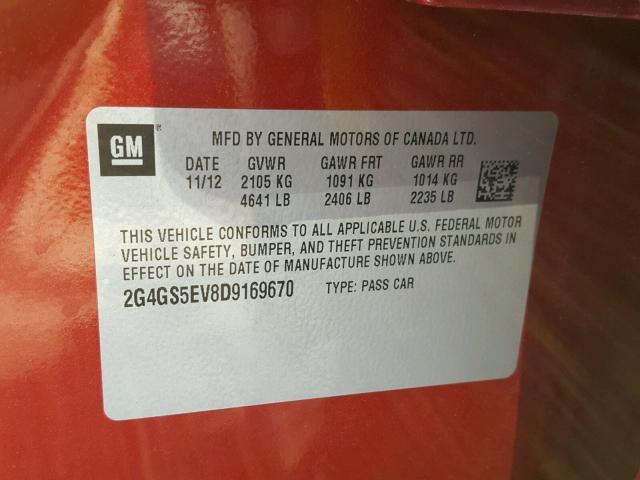 GM ®
MFD BY GENERAL MOTORS OF CANADA LTD.
DATE GVWR GAWR FRT GAWR RR
11/12 2105 KG 1091 KG 1014 KG
4641 LB 2406 LB 2235 LB
THIS VEHICLE CONFORMS TO ALL APPLICABLE U.S. FEDERAL MOTOR
VEHICLE SAFETY, BUMPER, AND THEFT PREVENTION STANDARDS IN
EFFECT ON THE DATE OF MANUFACTURE SHOWN ABOVE.
2G4GS5EV8D9169670 TYPE: PASS CAR